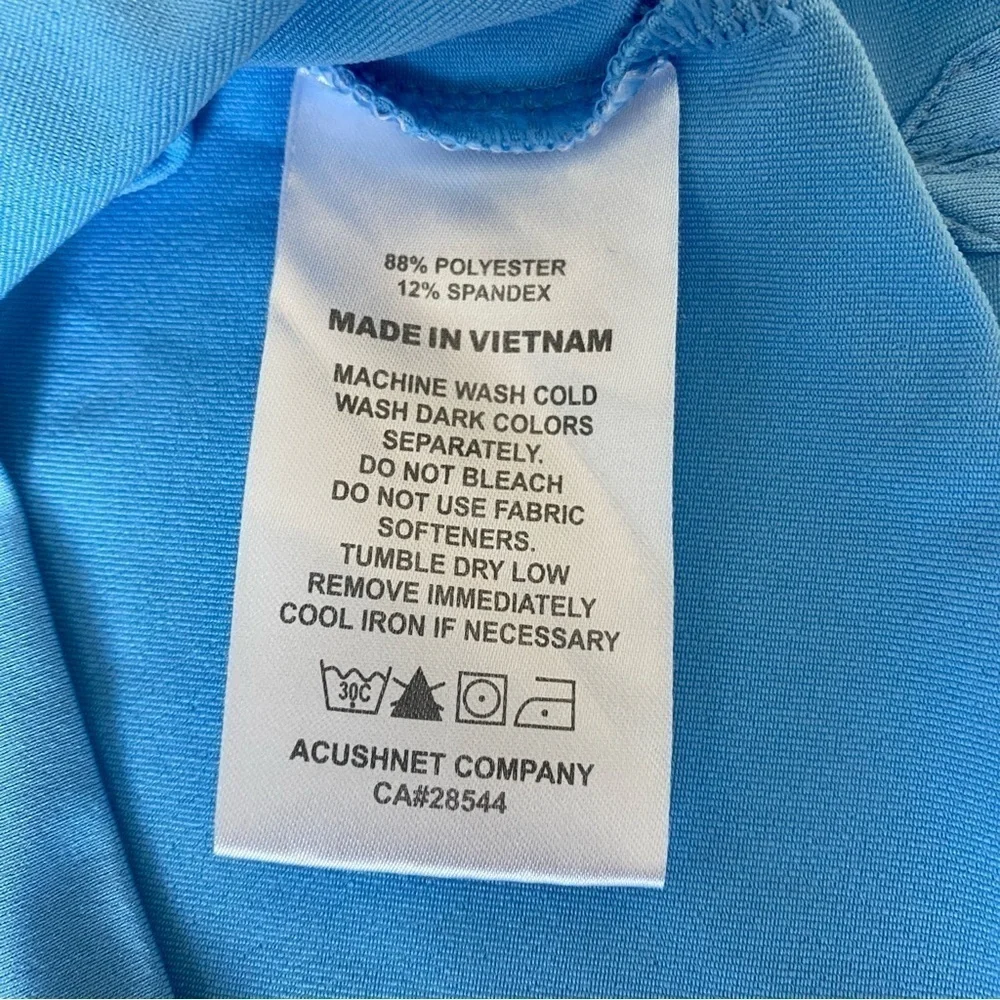 88% POLYESTER
12% SPANDEX
MADE IN VIETNAM
MACHINE WASH COLD
WASH DARK COLORS
SEPARATELY.
DO NOT BLEACH
DO NOT USE FABRIC
SOFTENERS.
TUMBLE DRY LOW
REMOVE IMMEDIATELY
COOL IRON IF NECESSARY
30C
ACUSHNET COMPANY
CA#28544